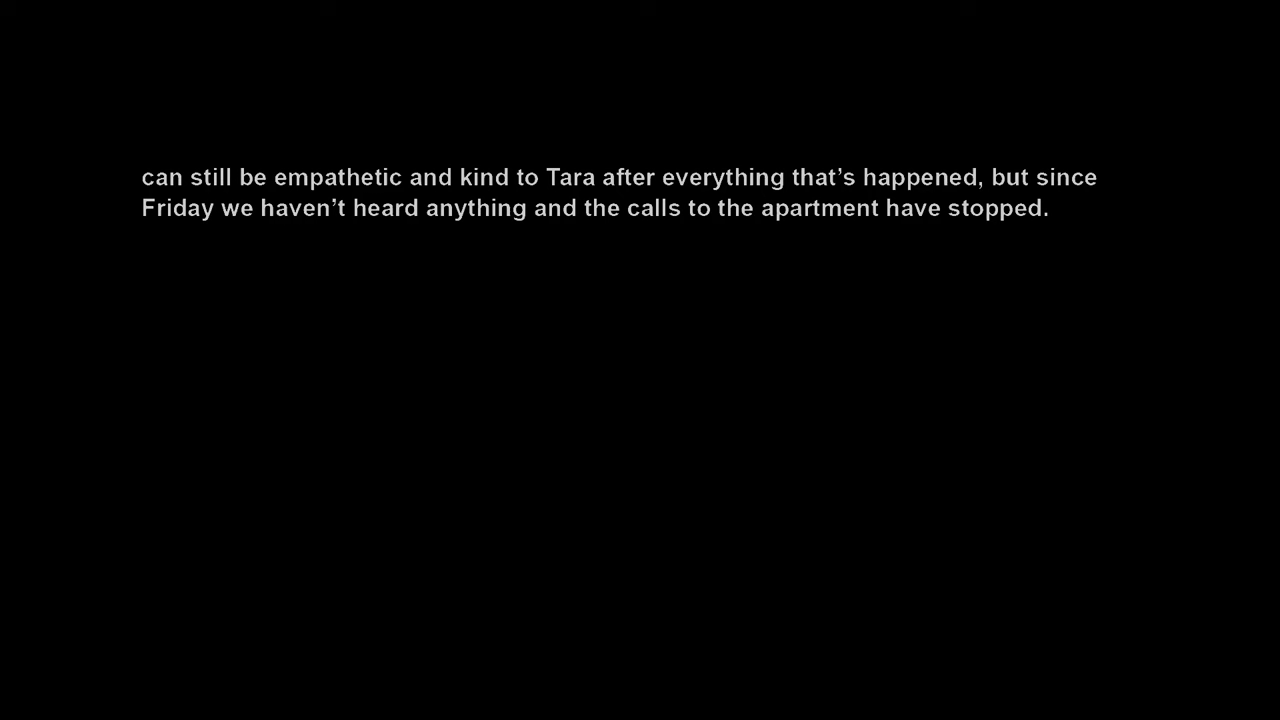 can still be empathetic and kind to Tara after everything that’s happened, but since
Friday we haven’t heard anything and the calls to the apartment have stopped.